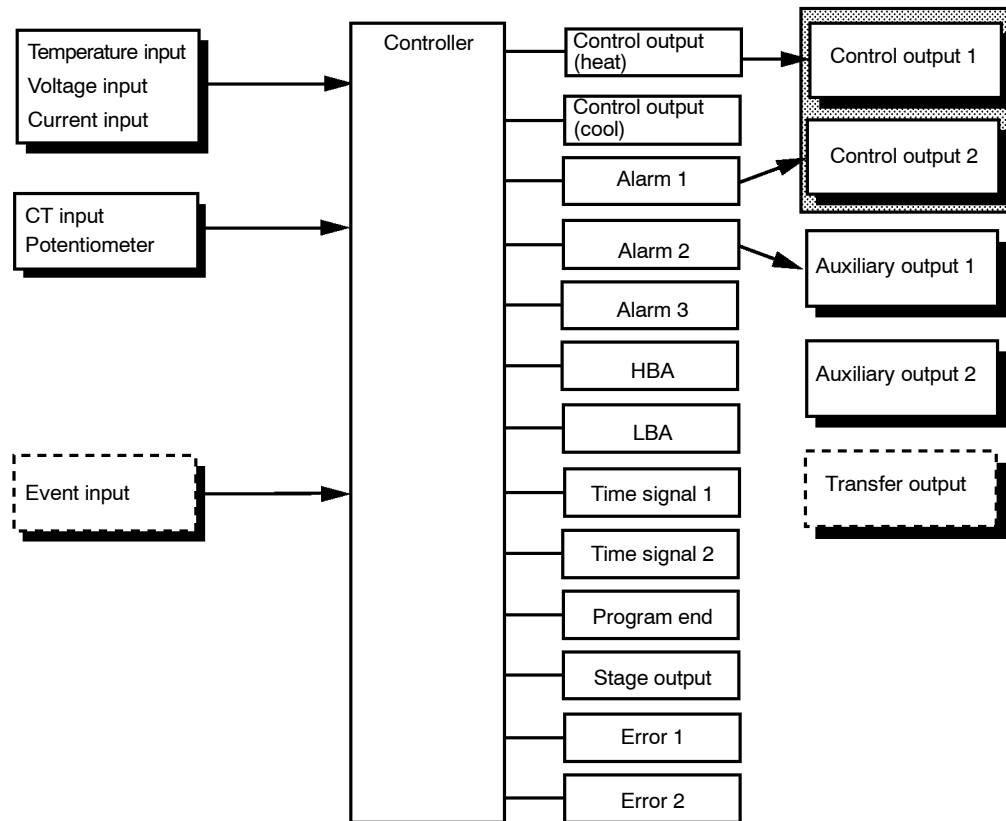 Temperature input
Voltage input
Current input
CT input
Potentiometer
Event input
Controller
Control output
(heat)
Control output
(cool)
Alarm 1
Alarm 2
Alarm 3
HBA
LBA
Time signal 1
Time signal 2
Program end
Stage output
Error 1
Error 2
Control output 1
Control output 2
Auxiliary output 1
Auxiliary output 2
Transfer output